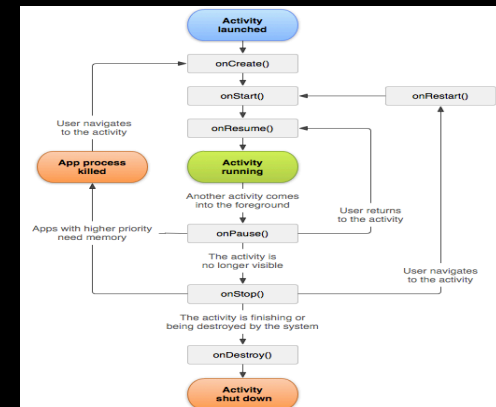 Activity
launched
onCreate()
onStart()
onRestart()
onResume()
User navigates
to the activity
App process
killed
Activity
running
Another activity comes
into the foreground
User returns
to the activity
Apps with higher priority
need memory
onPause()
The activity is
no longer visible
User navigates
to the activity
onStop()
The activity is finishing or
being destroyed by the system
onDestroy()
Activity
shut down